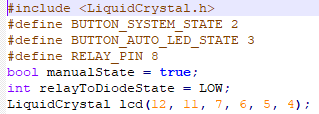 #include <LiquidCrystal.h>
#define BUTTON_SYSTEM_STATE 2
#define BUTTON_AUTO_LED_STATE 3
#define RELAY_PIN 8
bool manualState = true;
int relayToDiodeState = LOW;
LiquidCrystal lcd(12, 11, 7, 6, 5, 4);